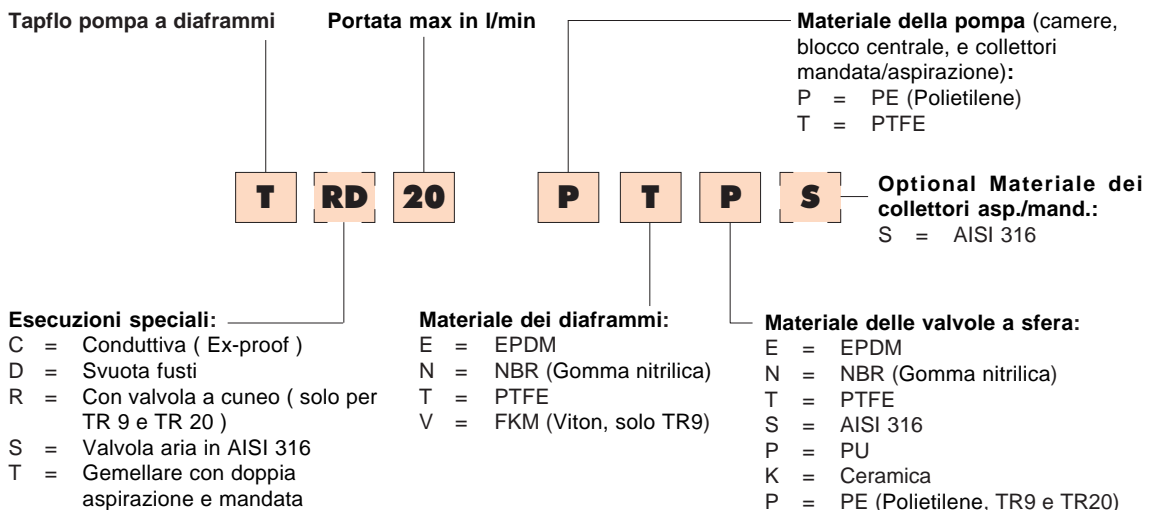 Tapflo pompa a diaframmi
Portata max in l/min
Materiale della pompa (camere,
blocco centrale, e collettori
mandata/aspirazione):
P = PE (Polietilene)
T = PTFE
T RD 20 P T P S
Optional Materiale dei
collettori asp./mand.:
S = AISI 316
Esecuzioni speciali:
C = Conduttiva ( Ex-proof )
D = Svuota fusti
R = Con valvola a cuneo ( solo per
TR 9 e TR 20 )
S = Valvola aria in AISI 316
T = Gemellare con doppia
aspirazione e mandata
Materiale dei diaframmi:
E = EPDM
N = NBR (Gomma nitrilica)
T = PTFE
V = FKM (Viton, solo TR9)
Materiale delle valvole a sfera:
E = EPDM
N = NBR (Gomma nitrilica)
T = PTFE
S = AISI 316
P = PU
K = Ceramica
P = PE (Polietilene, TR9 e TR20)